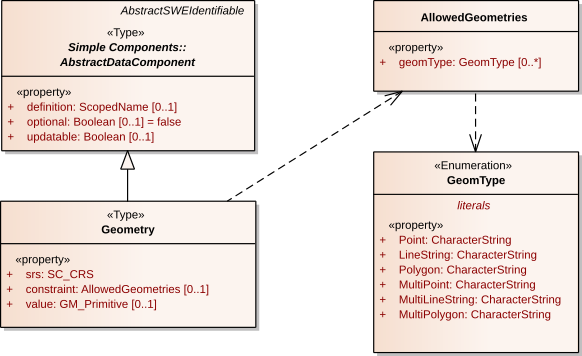 AbstractSWEIdentifiable
«Type»
Simple Components::
AbstractDataComponent
«property»
+ definition: ScopedName [0..1]
+ optional: Boolean [0..1] = false
+ updatable: Boolean [0..1]
AllowedGeometries
«property»
+ geomType: GeomType [0..*]
«Type»
Geometry
«property»
+ srs: SC_CRS
+ constraint: AllowedGeometries [0..1]
+ value: GM_Primitive [0..1]
«Enumeration»
GeomType
literals
«property»
+ Point: CharacterString
+ LineString: CharacterString
+ Polygon: CharacterString
+ MultiPoint: CharacterString
+ MultiLineString: CharacterString
+ MultiPolygon: CharacterString